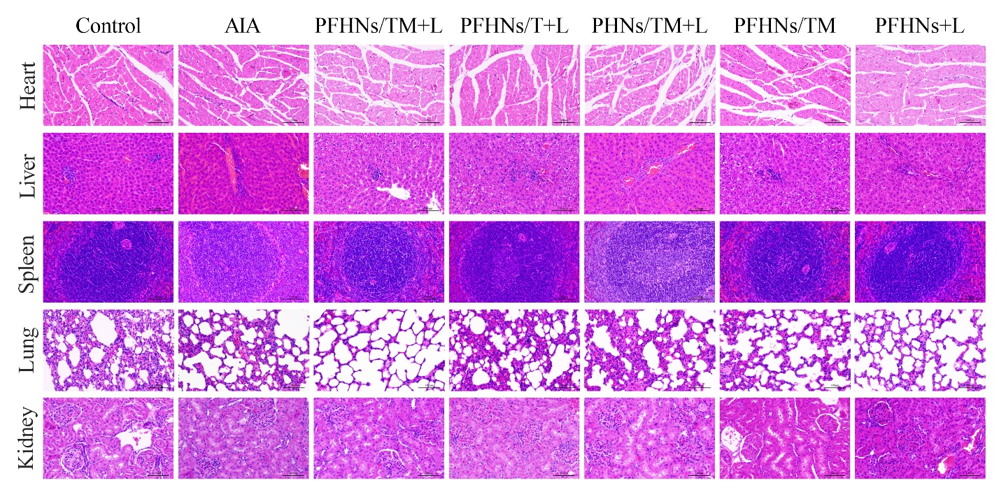 Control AIA PFHNs/TM+L PFHNs/T+L PHNs/TM+L PFHNs/TM PFHNs+L
Heart
Liver
Spleen
Lung
Kidney